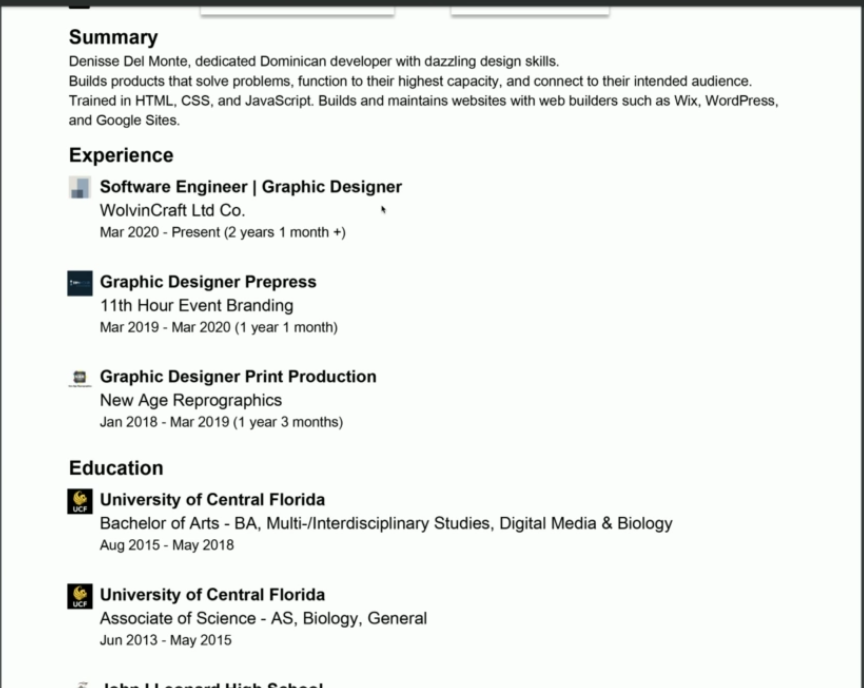 Summary
Denisse Del Monte, dedicated Dominican developer with dazzling design skills.
Builds products that solve problems, function to their highest capacity, and connect to their intended audience.
Trained in HTML, CSS, and JavaScript. Builds and maintains websites with web builders such as Wix, WordPress,
and Google Sites.
Experience
Software Engineer | Graphic Designer
WolvinCraft Ltd Co.
Mar 2020 - Present (2 years 1 month +)
Graphic Designer Prepress
11th Hour Event Branding
Mar 2019 - Mar 2020 (1 year 1 month)
Graphic Designer Print Production
New Age Reprographics
Jan 2018 - Mar 2019 (1 year 3 months)
Education
UCF
University of Central Florida
Bachelor of Arts - BA, Multi-/Interdisciplinary Studies, Digital Media & Biology
Aug 2015 - May 2018
UCF
University of Central Florida
Associate of Science - AS, Biology, General
Jun 2013 - May 2015
John I Leonard High School